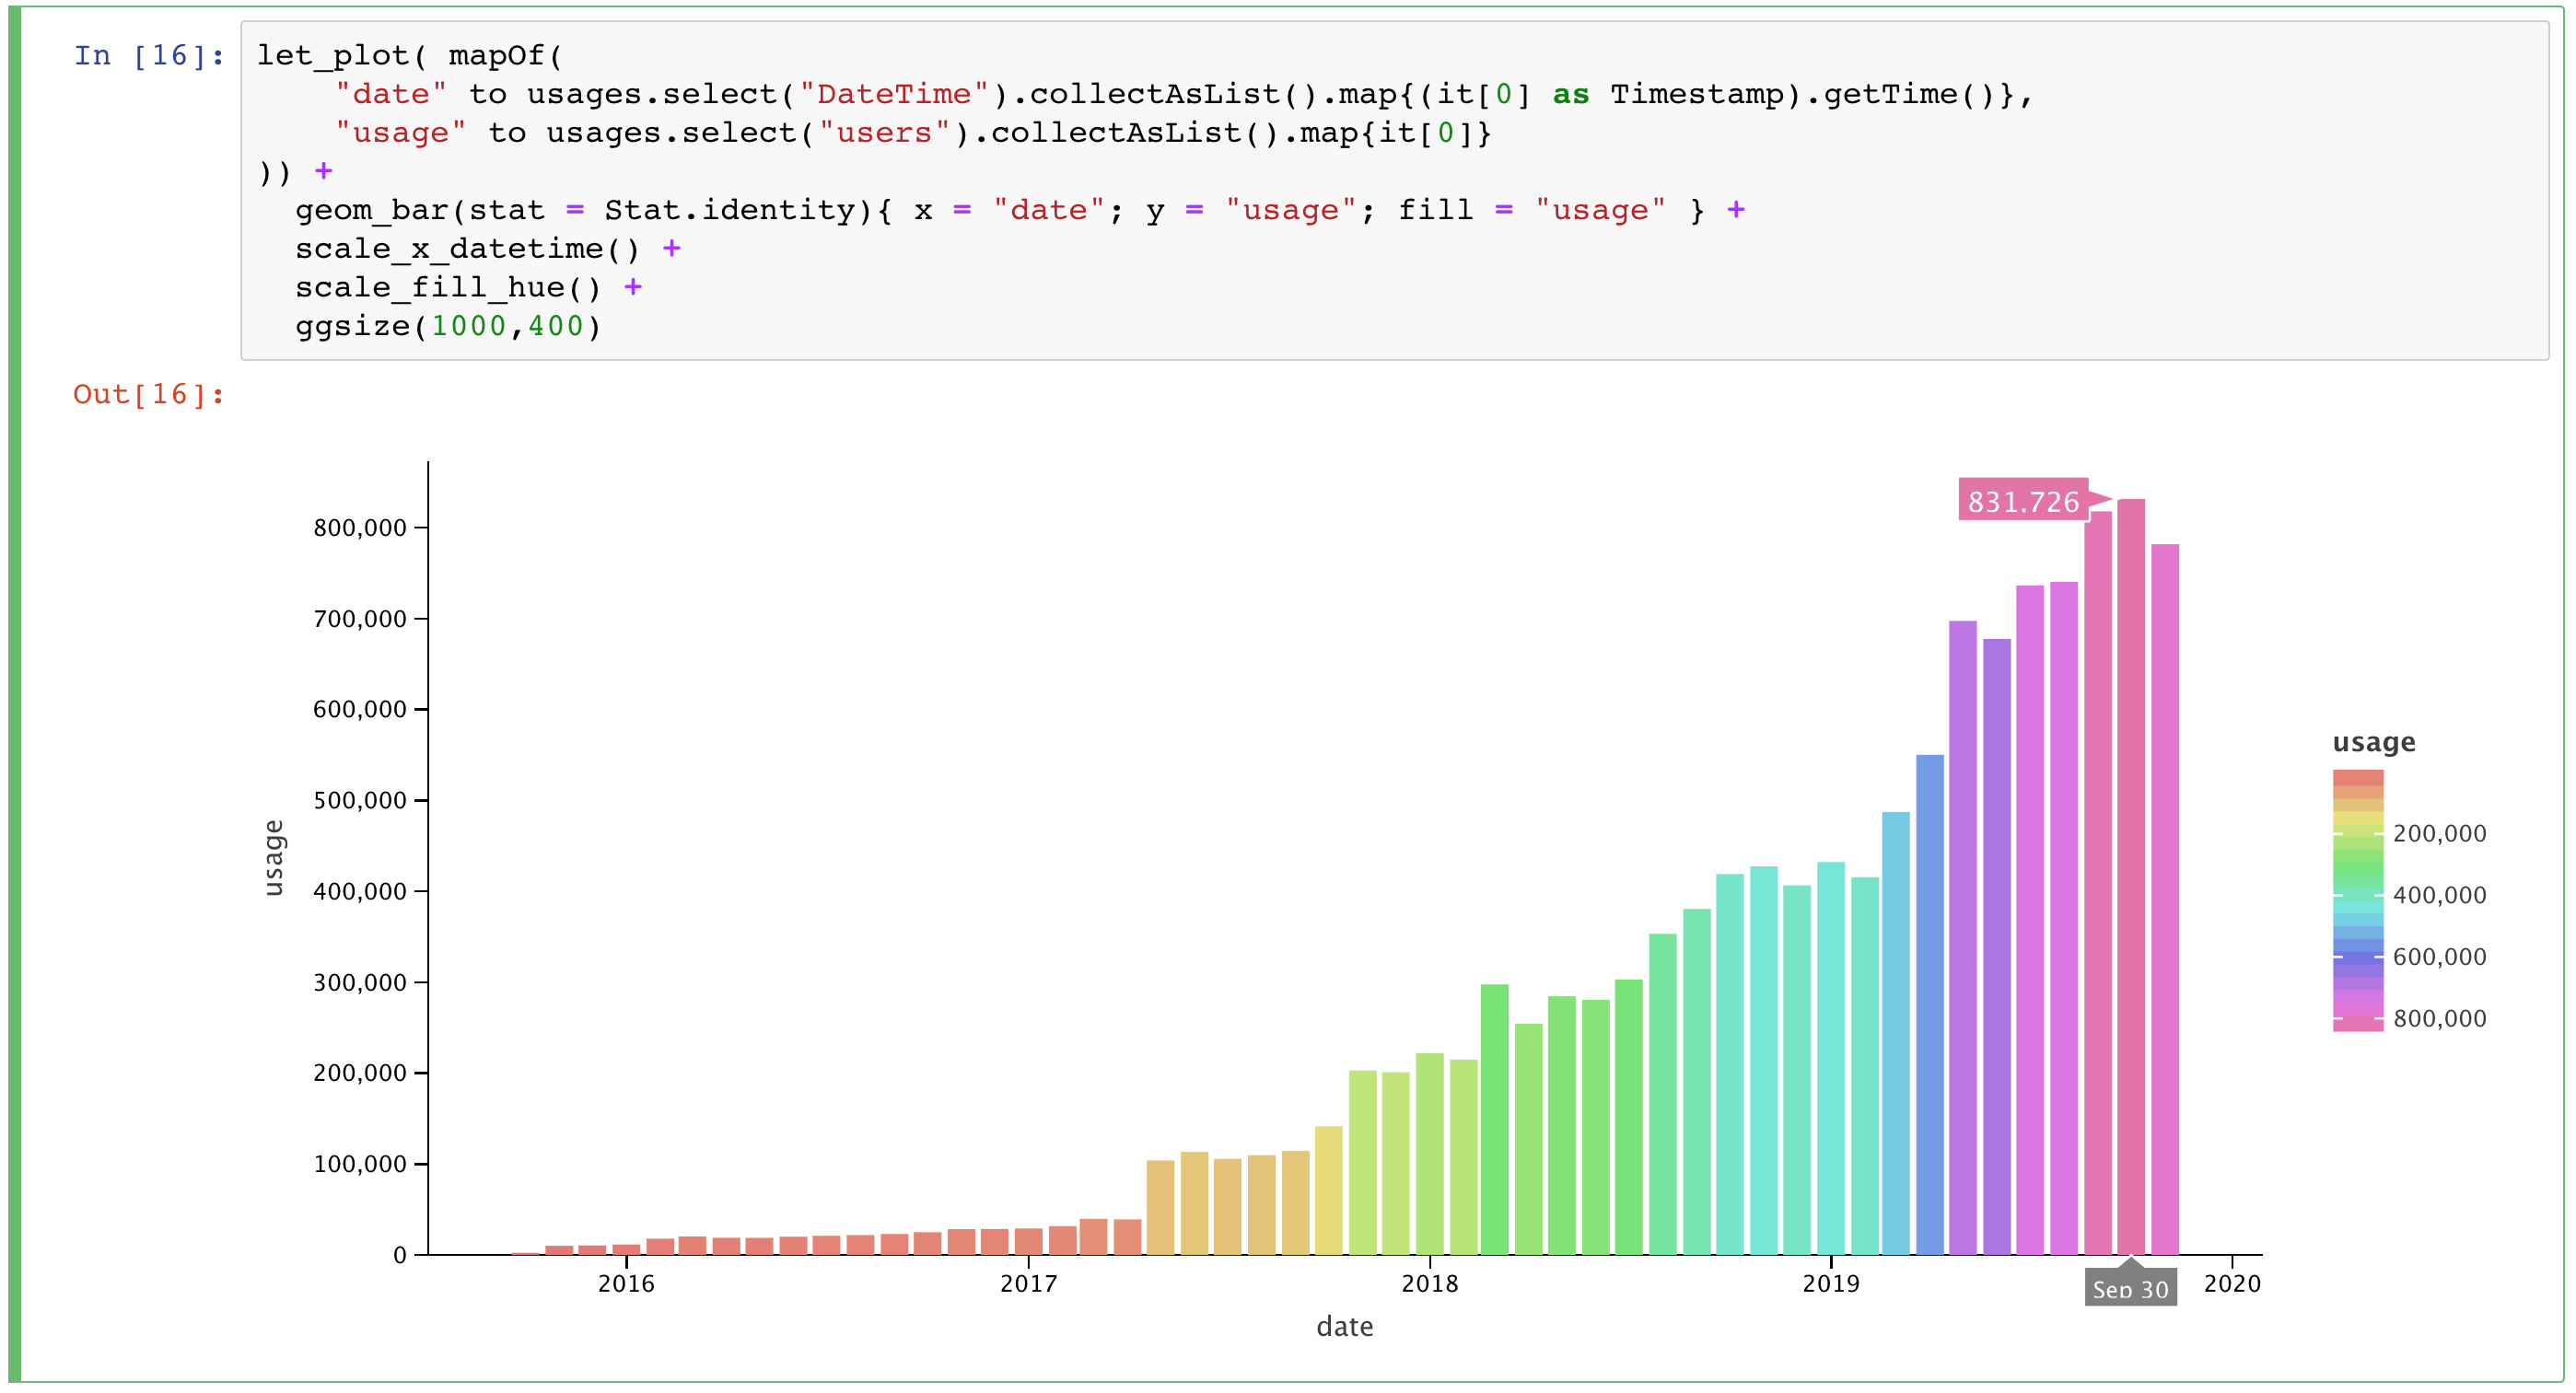 In [16]:
let_plot( mapOf(
    "date" to usages.select("DateTime").collectAsList().map{(it[0] as Timestamp).getTime()},
    "usage" to usages.select("users").collectAsList().map{it[0]}
)) +
  geom_bar(stat = Stat.identity){ x = "date"; y = "usage"; fill = "usage" } +
  scale_x_datetime() +
  scale_fill_hue() +
  ggsize(1000,400)
Out[16]:
831.726
800,000
700,000
600,000
500,000
400,000
300,000
200,000
100,000
0
usage
2016
2017
2018
2019
Sep 30
2020
date
usage
200,000
400,000
600,000
800,000